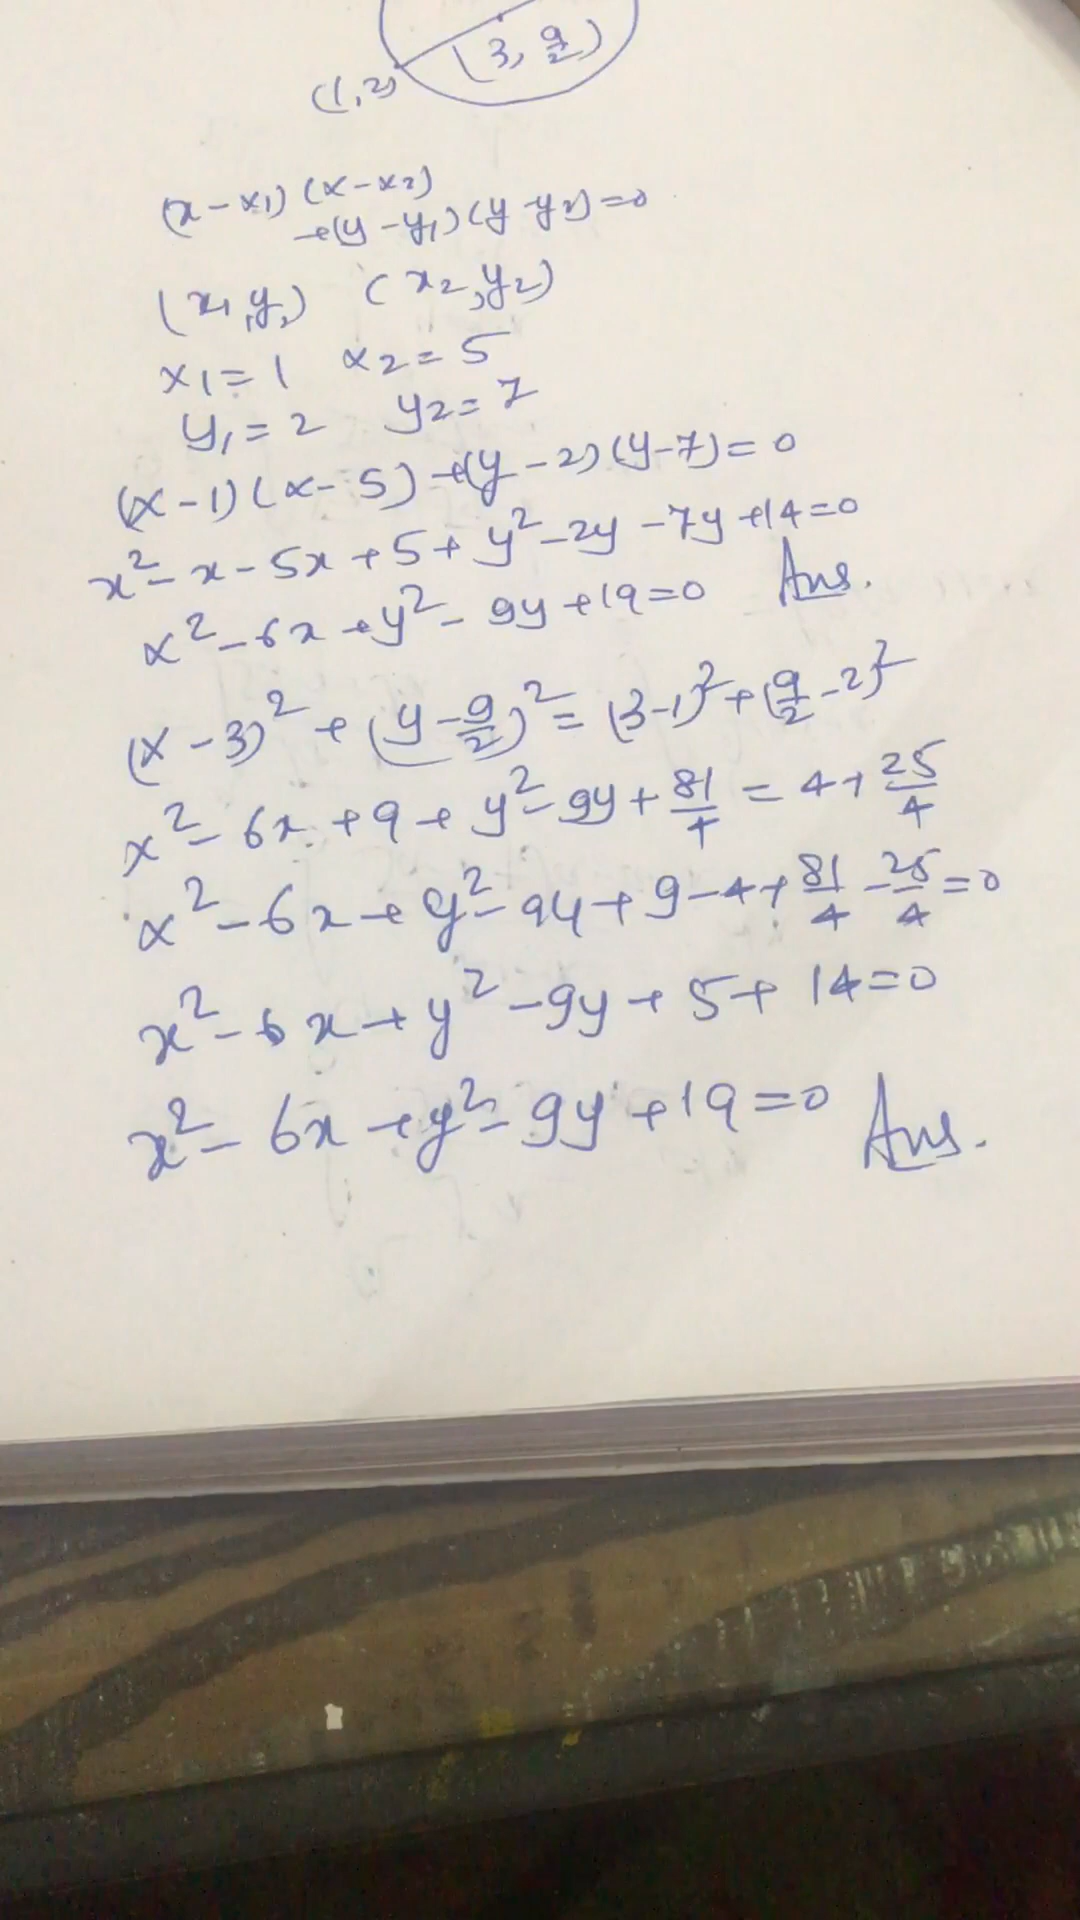 (3, 9/2)
(1,2)
(x-x1) (x-x2)
+(y-y1)(y-y2)=0
(x1,y1) (x2,y2)
x1=1 x2=5
y1=2 y2=7
(x-1)(x-5)+(y-2)(y-7)=0
x²-x-5x+5+y²-2y-7y+14=0
x²-6x+y²-9y+19=0 Ans.
(x-3)²+(y-9/2)²=(3-1)²+(9/2-2)²
x²-6x+9+y²-9y+81/4=4+25/4
x²-6x+y²-9y+9-4+81/4-25/4=0
x²-6x+y²-9y+5+14=0
x²-6x+y²-9y+19=0 Ans.